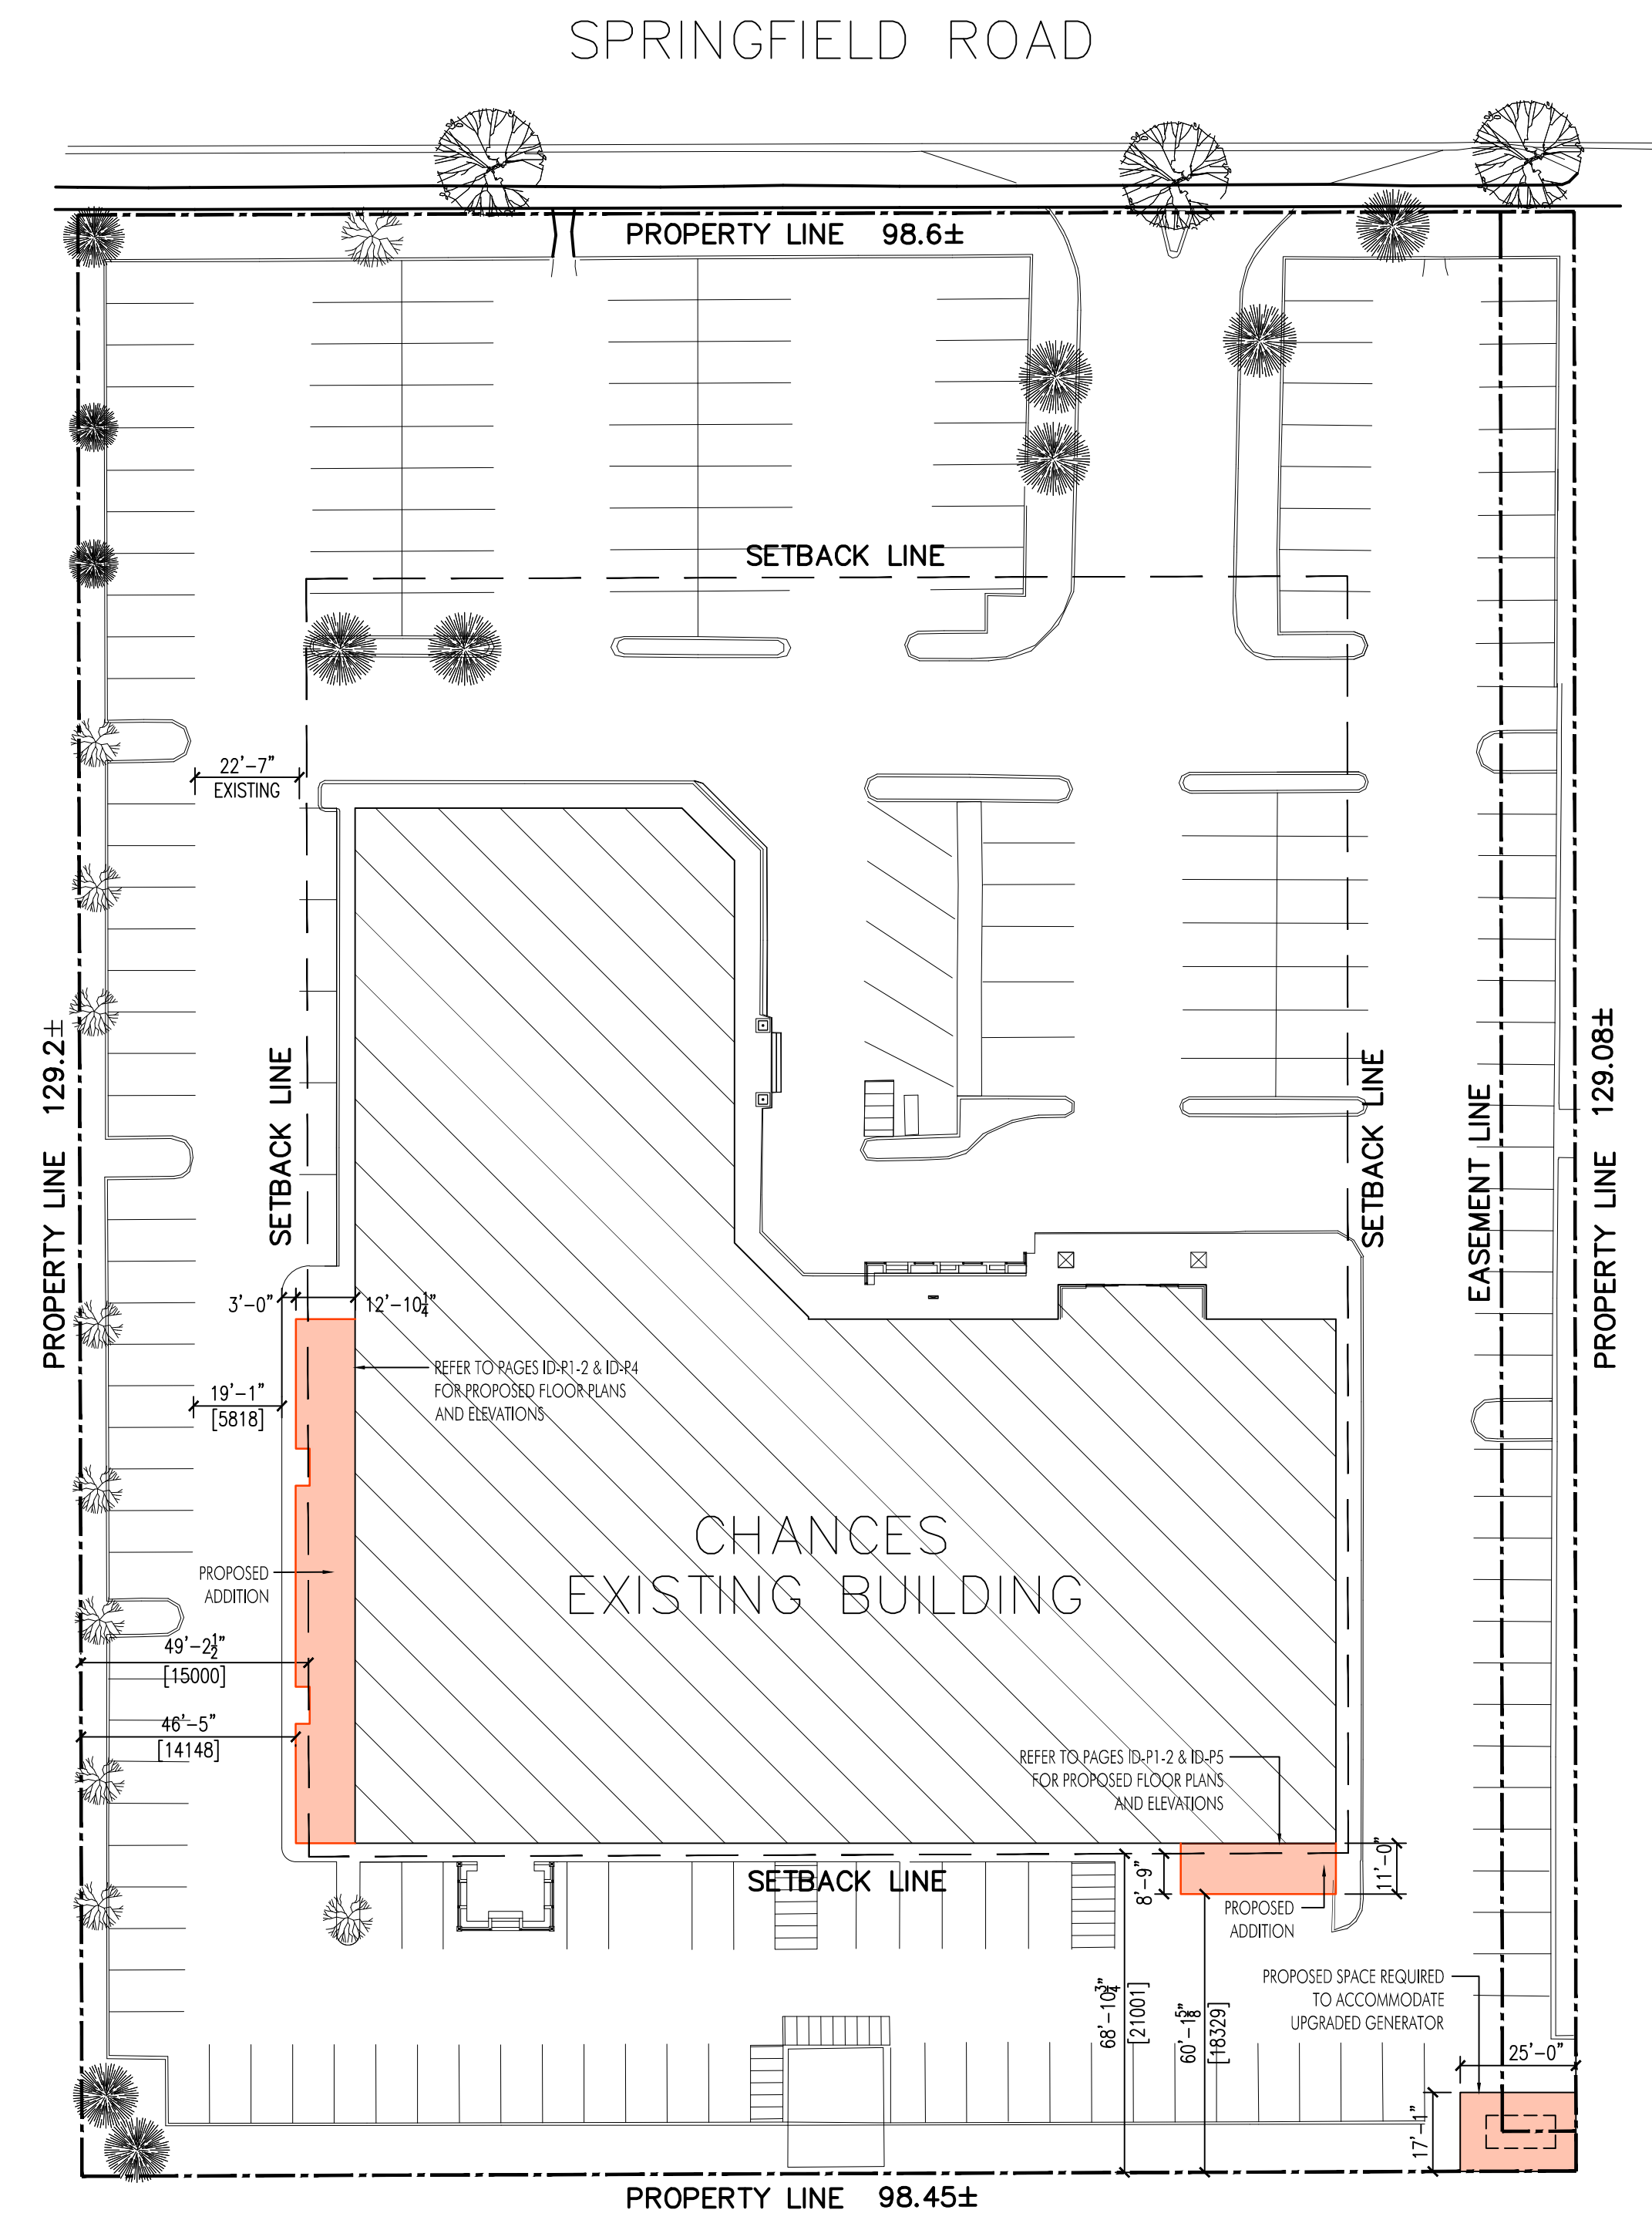 SPRINGFIELD ROAD
PROPERTY LINE 98.6±
SETBACK LINE
22'-7"
EXISTING
PROPERTY LINE 129.2±
SETBACK LINE
SETBACK LINE
EASEMENT LINE
PROPERTY LINE 129.08±
3'-0"
12'-10¼"
REFER TO PAGES ID-P1-2 & ID-P4
FOR PROPOSED FLOOR PLANS
AND ELEVATIONS
19'-1"
[5818]
CHANCES
EXISTING BUILDING
PROPOSED
ADDITION
49'-2½"
[15000]
46'-5"
[14148]
REFER TO PAGES ID-P1-2 & ID-P5
FOR PROPOSED FLOOR PLANS
AND ELEVATIONS
SETBACK LINE
8'-9"
11'-0"
PROPOSED
ADDITION
68'-10¾"
[21001]
60'-1⅝"
[18329]
PROPOSED SPACE REQUIRED
TO ACCOMMODATE
UPGRADED GENERATOR
25'-0"
17'-1"
PROPERTY LINE 98.45±